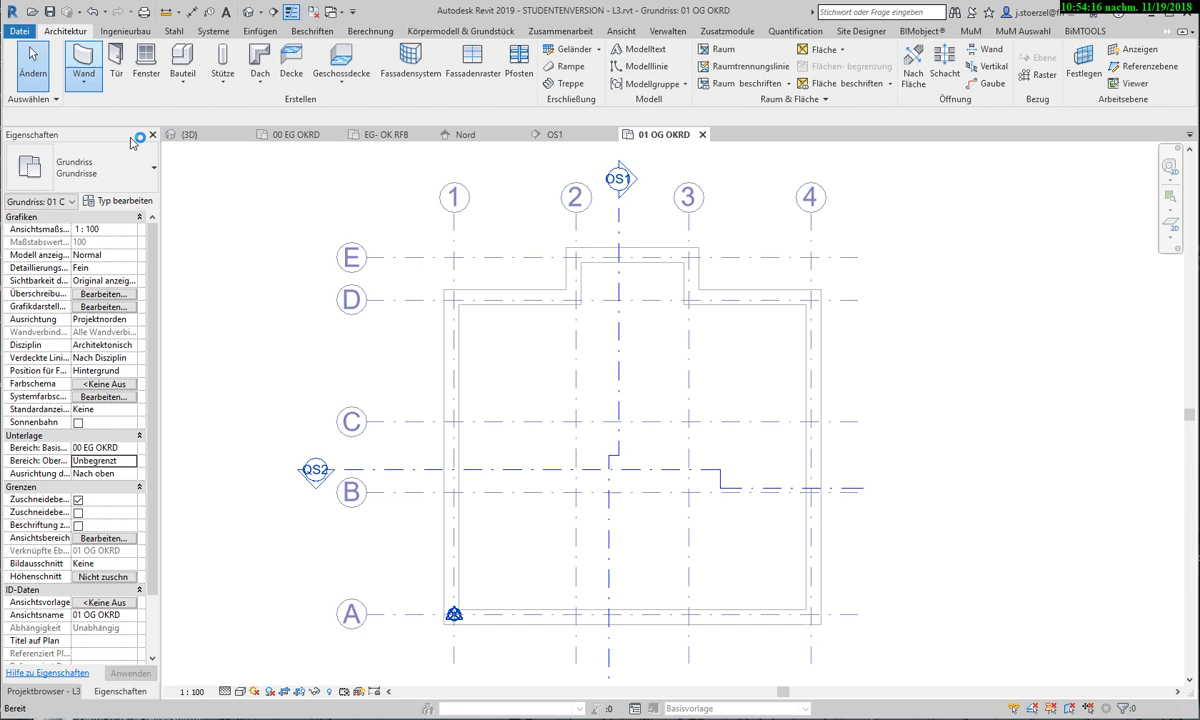 Autodesk Revit 2019 - STUDENTENVERSION - L3.rvt - Grundriss: 01 OG OKRD
Stichwort oder Frage eingeben
10:54:16 nachm. 11/19/2018
Datei Architektur Ingenieurbau Stahl Systeme Einfügen Beschriften Berechnung Körpermodell & Grundstück Zusammenarbeit Ansicht Verwalten Zusatzmodule Quantification Site Designer BIMobject® MuM MuM Auswahl BiMTOOLS
Ändern Wand Tür Fenster Bauteil Stütze Dach Decke Geschossdecke Fassadensystem Fassadenraster Pfosten
Geländer
Rampe
Treppe
Modelltext
Modelllinie
Modellgruppe
Raum
Raumtrennungslinie
Raum beschriften
Fläche
Flächen- begrenzung
Fläche beschriften
Nach Fläche
Schacht
Wand
Vertikal
Gaube
Ebene
Raster
Festlegen
Anzeigen
Referenzebene
Viewer
Auswählen Erstellen Erschließung Modell Raum & Fläche Öffnung Bezug Arbeitsebene
Eigenschaften
{3D} 00 EG OKRD EG- OK RFB Nord QS1 01 OG OKRD
Grundriss
Grundrisse
Grundriss: 01 C Typ bearbeiten
Grafiken
Ansichtsmaß... 1 : 100
Maßstabswert... 100
Modell anzeig... Normal
Detaillierungs... Fein
Sichtbarkeit d... Original anzeig...
Überschreibu... Bearbeiten...
Grafikdarstell... Bearbeiten...
Ausrichtung Projektnorden
Wandverbind... Alle Wandverbi...
Disziplin Architektonisch
Verdeckte Lini... Nach Disziplin
Position für F... Hintergrund
Farbschema <Keine Aus
Systemfarbsc... Bearbeiten...
Standardanzei... Keine
Sonnenbahn
Unterlage
Bereich: Basis... 00 EG OKRD
Bereich: Ober... Unbegrenzt
Ausrichtung d... Nach oben
Grenzen
Zuschneidebe...
Zuschneidebe...
Beschriftung z...
Ansichtsbereich Bearbeiten...
Verknüpfte Eb... 01 OG OKRD
Bildausschnitt Keine
Höhenschnitt Nicht zuschn
ID-Daten
Ansichtsvorlage <Keine Aus
Ansichtsname 01 OG OKRD
Abhängigkeit Unabhängig
Titel auf Plan
Referenziert Pl...
Hilfe zu Eigenschaften Anwenden
Projektbrowser - L3 Eigenschaften
QS1
1 2 3 4
E
D
C
QS2
B
A
1 : 100
Bereit
:0
Basisvorlage
:0